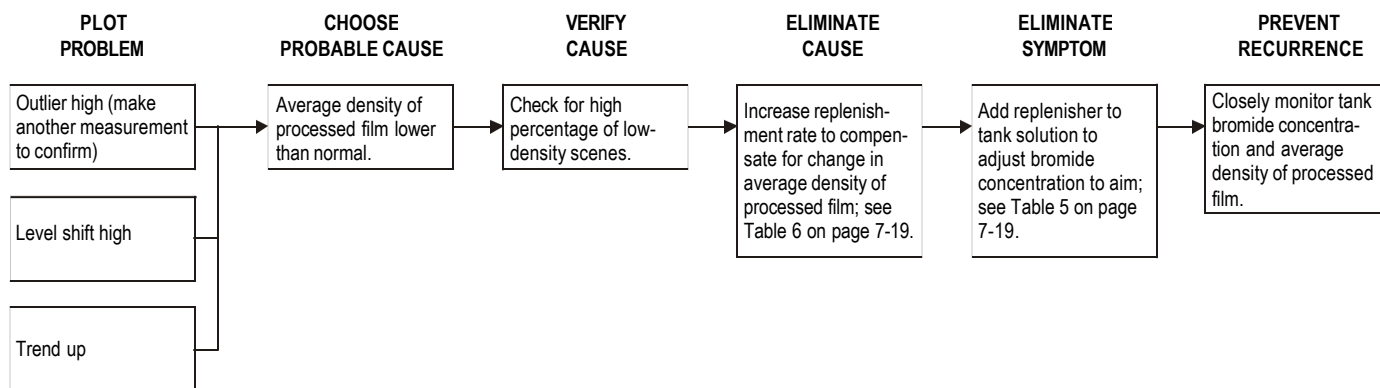 PLOT
PROBLEM
CHOOSE
PROBABLE CAUSE
VERIFY
CAUSE
ELIMINATE
CAUSE
ELIMINATE
SYMPTOM
PREVENT
RECURRENCE
Outlier high (make
another measurement
to confirm)
Level shift high
Trend up
Average density of
processed film lower
than normal.
Check for high
percentage of low-
density scenes.
Increase replenish-
ment rate to compen-
sate for change in
average density of
processed film; see
Table 6 on page 7-19.
Add replenisher to
tank solution to
adjust bromide
concentration to aim;
see Table 5 on page
7-19.
Closely monitor tank
bromide concentra-
tion and average
density of processed
film.